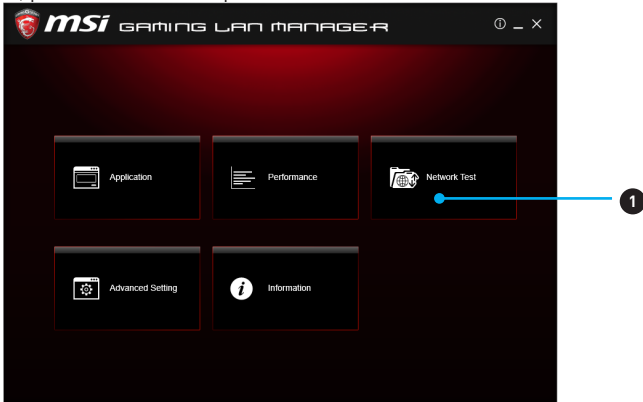 msi GAMING LAN MANAGER
Application
Performance
Network Test
1
Advanced Setting
Information